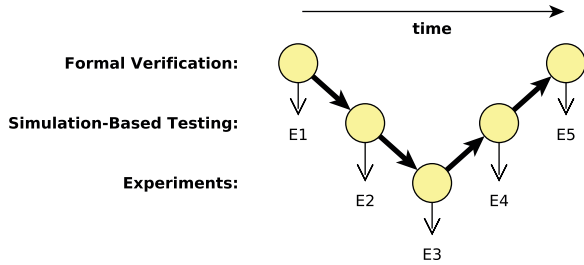 time
Formal Verification:
E1
E5
Simulation-Based Testing:
E2
E4
Experiments:
E3